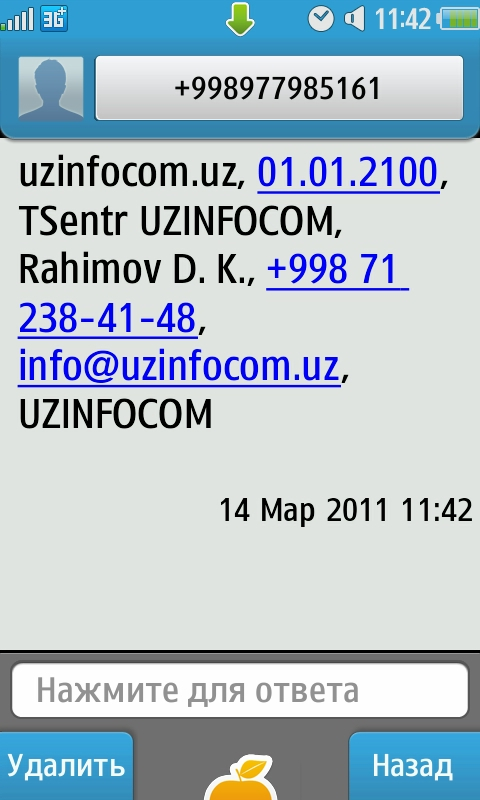 3G+ 11:42
+998977985161
uzinfocom.uz, 01.01.2100,
TSentr UZINFOCOM,
Rahimov D. K., +998 71
238-41-48,
info@uzinfocom.uz,
UZINFOCOM
14 Мар 2011 11:42
Нажмите для ответа
Удалить Назад